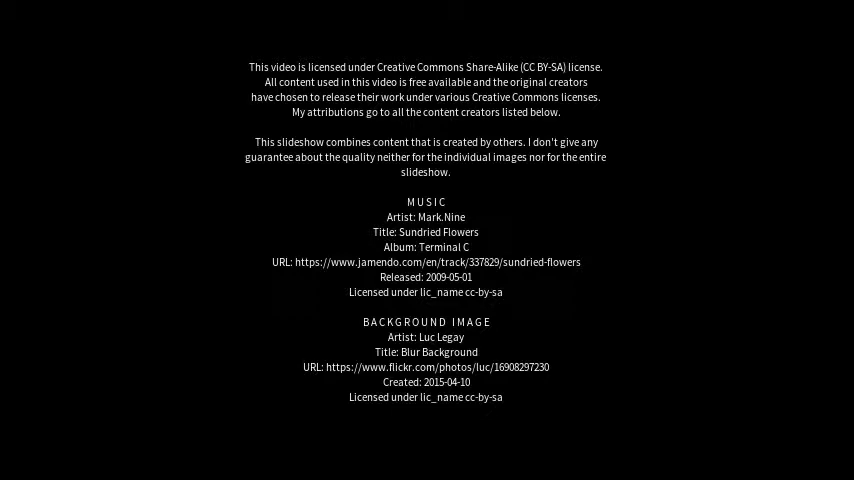 This video is licensed under Creative Commons Share-Alike (CC BY-SA) license.
All content used in this video is free available and the original creators
have chosen to release their work under various Creative Commons licenses.
My attributions go to all the content creators listed below.
This slideshow combines content that is created by others. I don't give any
guarantee about the quality neither for the individual images nor for the entire
slideshow.
MUSIC
Artist: Mark.Nine
Title: Sundried Flowers
Album: Terminal C
URL: https://www.jamendo.com/en/track/337829/sundried-flowers
Released: 2009-05-01
Licensed under lic_name cc-by-sa
BACKGROUND IMAGE
Artist: Luc Legay
Title: Blur Background
URL: https://www.flickr.com/photos/luc/16908297230
Created: 2015-04-10
Licensed under lic_name cc-by-sa